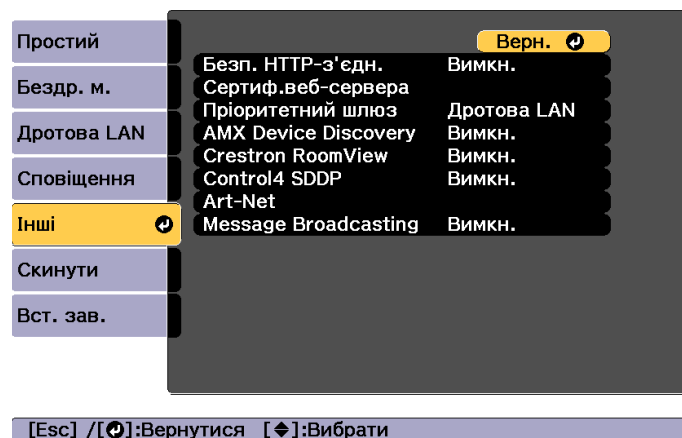 Простий
Бездр. м.
Дротова LAN
Сповіщення
Інші
Скинути
Вст. зав.
Верн.
Безп. HTTP-з'єдн. Вимкн.
Сертиф.веб-сервера
Пріоритетний шлюз Дротова LAN
AMX Device Discovery Вимкн.
Crestron RoomView Вимкн.
Control4 SDDP Вимкн.
Art-Net
Message Broadcasting Вимкн.
[Esc] /[]:Вернутися []:Вибрати